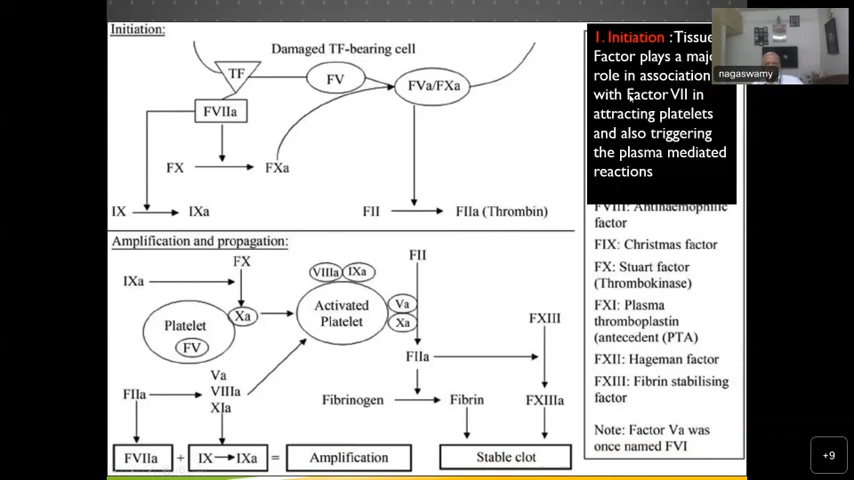 Initiation:
Damaged TF-bearing cell
TF
FV
FVa/FXa
FVIIa
FX
FXa
IX
IXa
FII
FIIa (Thrombin)
Amplification and propagation:
IXa
FX
Xa
Platelet
FV
VIIIa
IXa
Activated
Platelet
Va
Xa
FII
FIIa
FXIII
FXIIIa
Fibrinogen
Fibrin
FIIa
Va
VIIIa
XIa
FVIIa
+
IX
IXa
=
Amplification
Stable clot
1. Initiation : Tissue
Factor plays a
role in association
with Factor VII in
attracting platelets
and also triggering
the plasma mediated
reactions
FVIII: Antihaemophilic
factor
FIX: Christmas factor
FX: Stuart factor
(Thrombokinase)
FXI: Plasma
thromboplastin
(antecedent (PTA)
FXII: Hageman factor
FXIII: Fibrin stabilising
factor
Note: Factor Va was
once named FVI
nagaswamy
+9